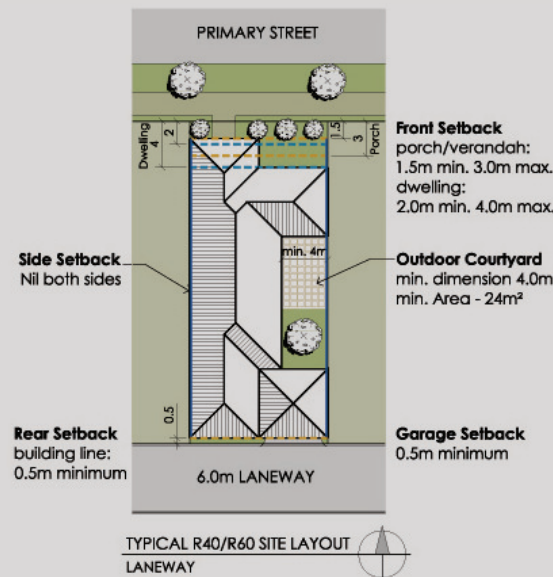 PRIMARY STREET
Dwelling
4
2
1.5
3
Porch
Front Setback
porch/verandah:
1.5m min. 3.0m max.
dwelling:
2.0m min. 4.0m max.
min. 4m
Side Setback
Nil both sides
Outdoor Courtyard
min. dimension 4.0m
min. Area - 24m²
0.5
Rear Setback
building line:
0.5m minimum
Garage Setback
0.5m minimum
6.0m LANEWAY
TYPICAL R40/R60 SITE LAYOUT
LANEWAY